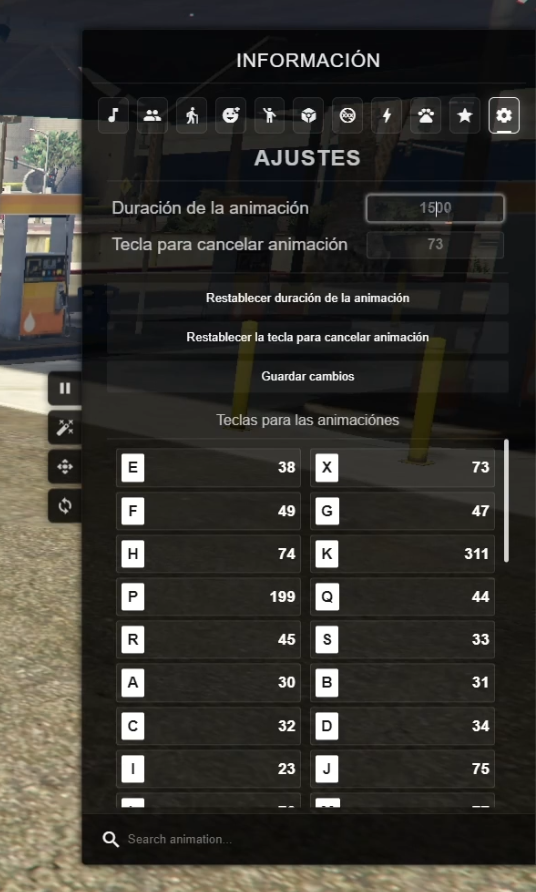 INFORMACIÓN
AJUSTES
Duración de la animación 1500
Tecla para cancelar animación 73
Restablecer duración de la animación
Restablecer la tecla para cancelar animación
Guardar cambios
Teclas para las animaciónes
E 38 X 73
F 49 G 47
H 74 K 311
P 199 Q 44
R 45 S 33
A 30 B 31
C 32 D 34
I 23 J 75
Search animation...